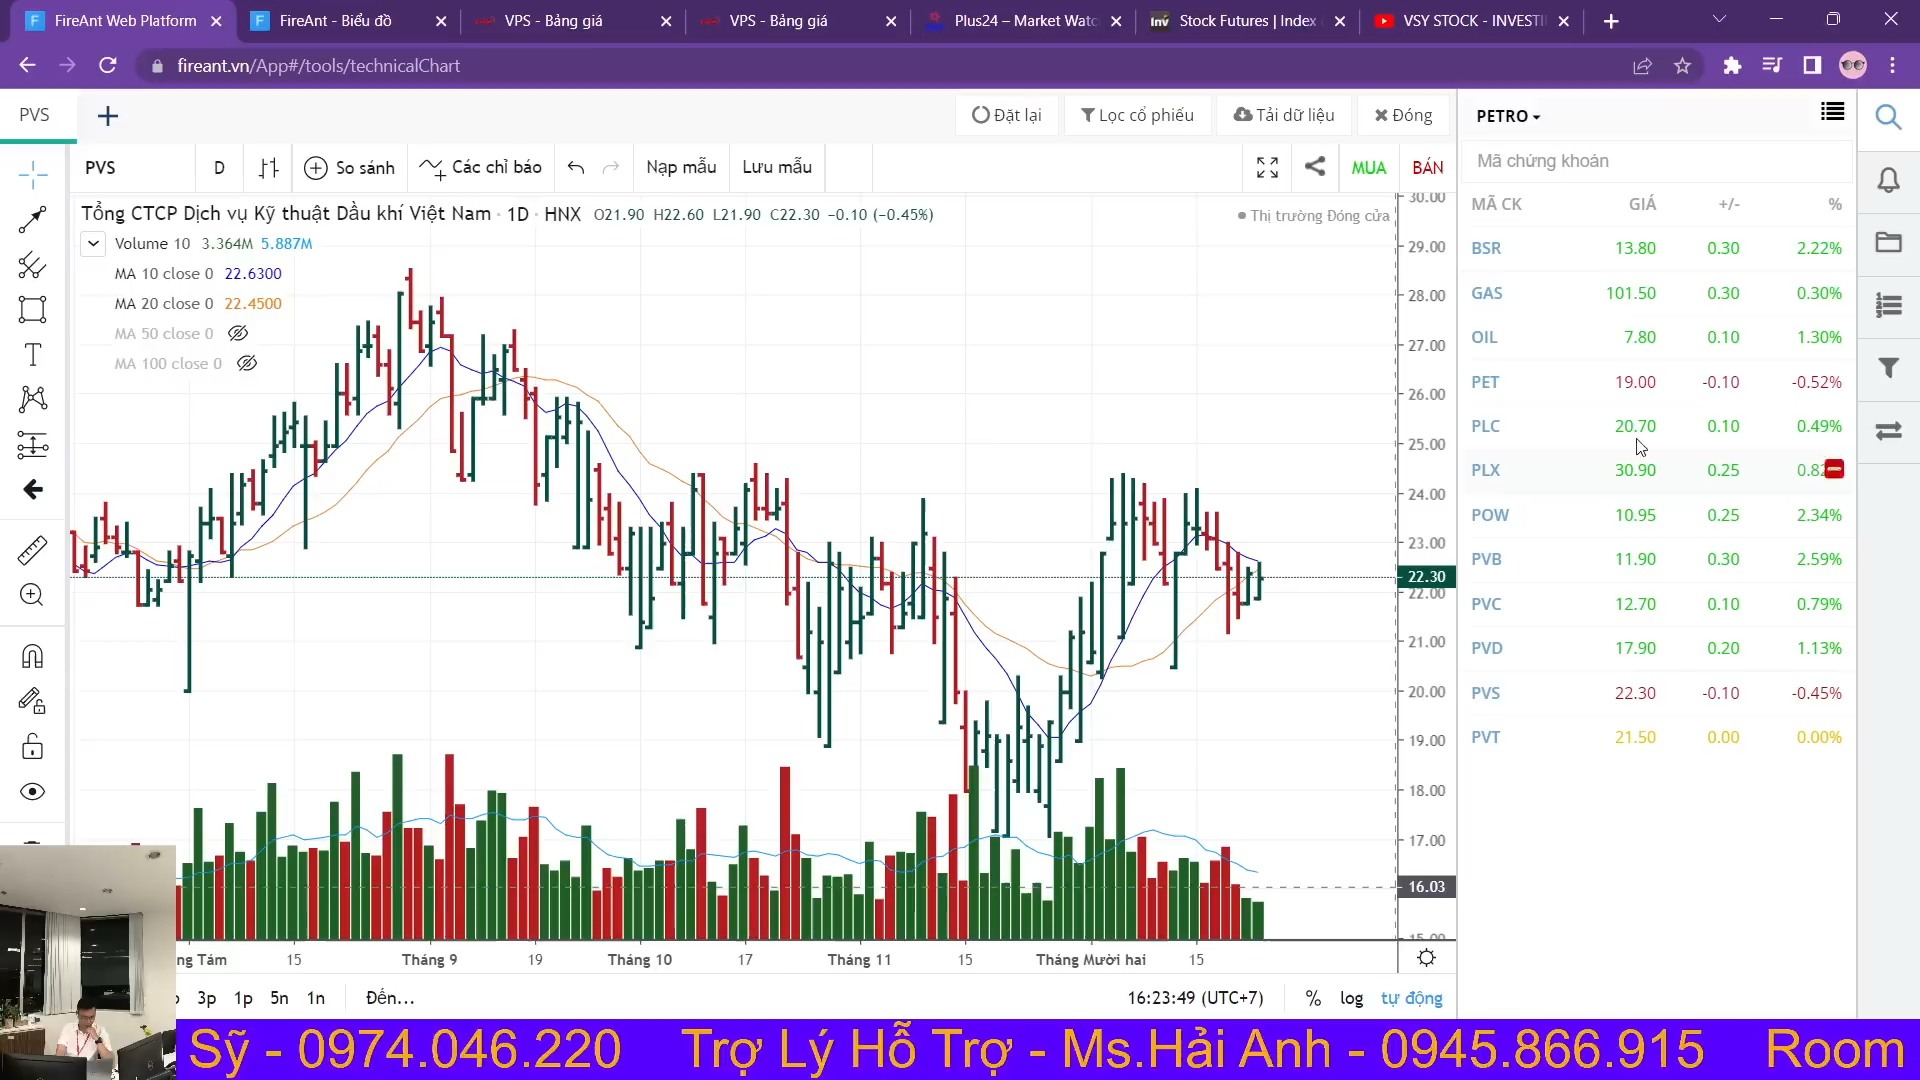 FireAnt Web Platform
FireAnt - Biểu đồ
VPS - Bảng giá
VPS - Bảng giá
Plus24 – Market Watc
Stock Futures | Index
VSY STOCK - INVESTI
fireant.vn/App#/tools/technicalChart
PVS
Đặt lại
Lọc cổ phiếu
Tải dữ liệu
Đóng
PETRO
PVS
D
So sánh
Các chỉ báo
Nạp mẫu
Lưu mẫu
MUA
BÁN
Mã chứng khoán
Tổng CTCP Dịch vụ Kỹ thuật Dầu khí Việt Nam · 1D · HNX O21.90 H22.60 L21.90 C22.30 −0.10 (−0.45%)
Thị trường Đóng cửa
Volume 10 3.364M 5.887M
MA 10 close 0 22.6300
MA 20 close 0 22.4500
MA 50 close 0
MA 100 close 0
30.00
29.00
28.00
27.00
26.00
25.00
24.00
23.00
22.30
22.00
21.00
20.00
19.00
18.00
17.00
16.03
15.00
MÃ CK GIÁ +/- %
BSR 13.80 0.30 2.22%
GAS 101.50 0.30 0.30%
OIL 7.80 0.10 1.30%
PET 19.00 -0.10 -0.52%
PLC 20.70 0.10 0.49%
PLX 30.90 0.25 0.82
POW 10.95 0.25 2.34%
PVB 11.90 0.30 2.59%
PVC 12.70 0.10 0.79%
PVD 17.90 0.20 1.13%
PVS 22.30 -0.10 -0.45%
PVT 21.50 0.00 0.00%
ng Tám 15 Tháng 9 19 Tháng 10 17 Tháng 11 15 Tháng Mười hai 15
3p 1p 5n 1n Đến...
16:23:49 (UTC+7) % log tự động
Sỹ - 0974.046.220 Trợ Lý Hỗ Trợ - Ms.Hải Anh - 0945.866.915 Room